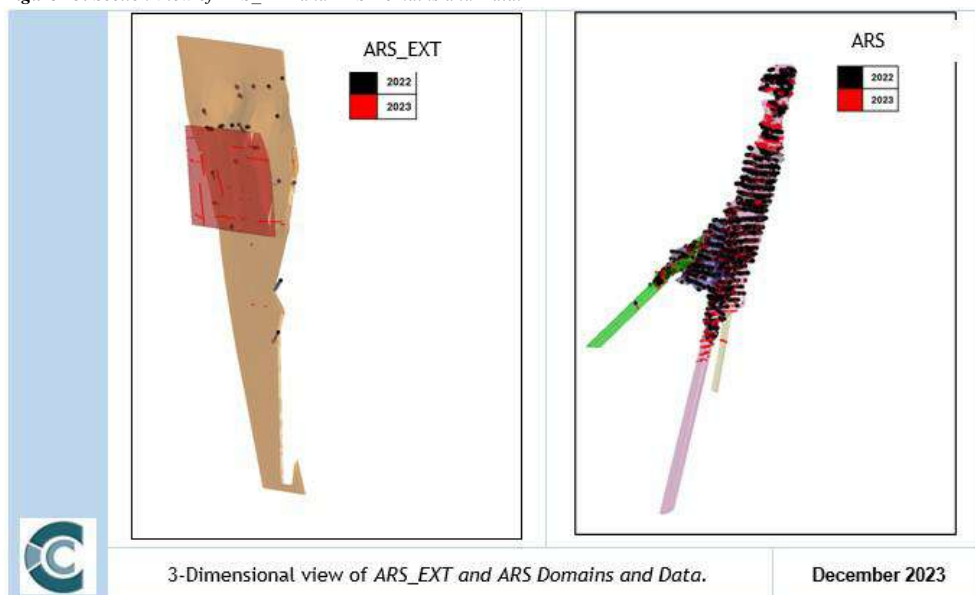 ARS_EXT
2022
2023
ARS
2022
2023
3-Dimensional view of ARS_EXT and ARS Domains and Data.
December 2023